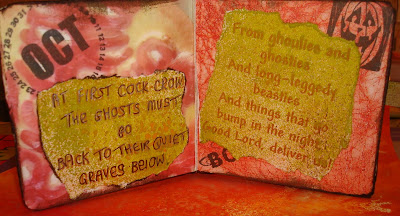 OCT
AT FIRST COCK-CROW
THE GHOSTS MUST
GO
BACK TO THEIR QUIET
GRAVES BELOW.
From ghoulies and
ghosties
And long-leggedy
beasties
And things that go
bump in the night,
Good Lord, deliver us!
BC